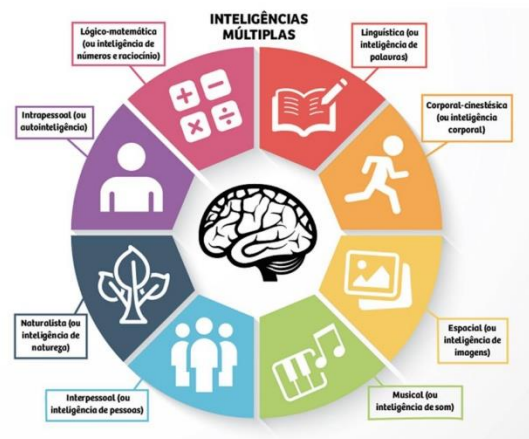 INTELIGÊNCIAS
MÚLTIPLAS
Lógico-matemática
(ou inteligência de
números e raciocínio)
Linguística (ou
inteligência de
palavras)
Intrapessoal (ou
autointeligência)
Corporal-cinestésica
(ou inteligência
corporal)
Naturalista (ou
inteligência de
natureza)
Espacial (ou
inteligência de
imagens)
Interpessoal (ou
inteligência de pessoas)
Musical (ou
inteligência de som)